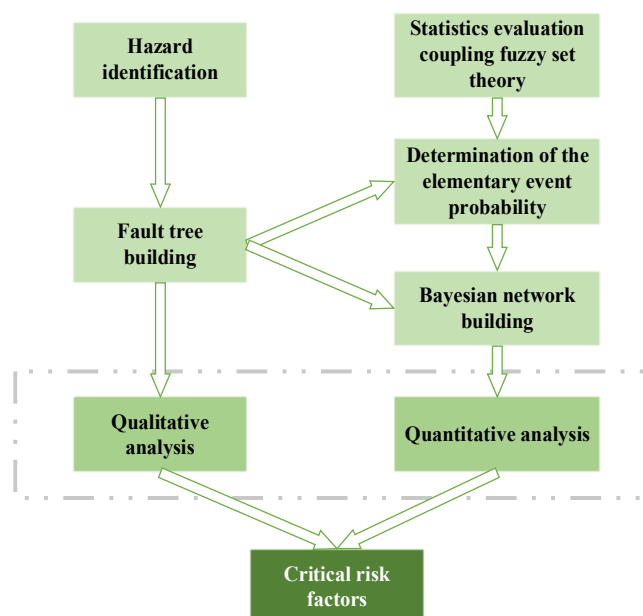 Hazard
identification
Statistics evaluation
coupling fuzzy set
theory
Determination of the
elementary event
probability
Fault tree
building
Bayesian network
building
Qualitative
analysis
Quantitative analysis
Critical risk
factors